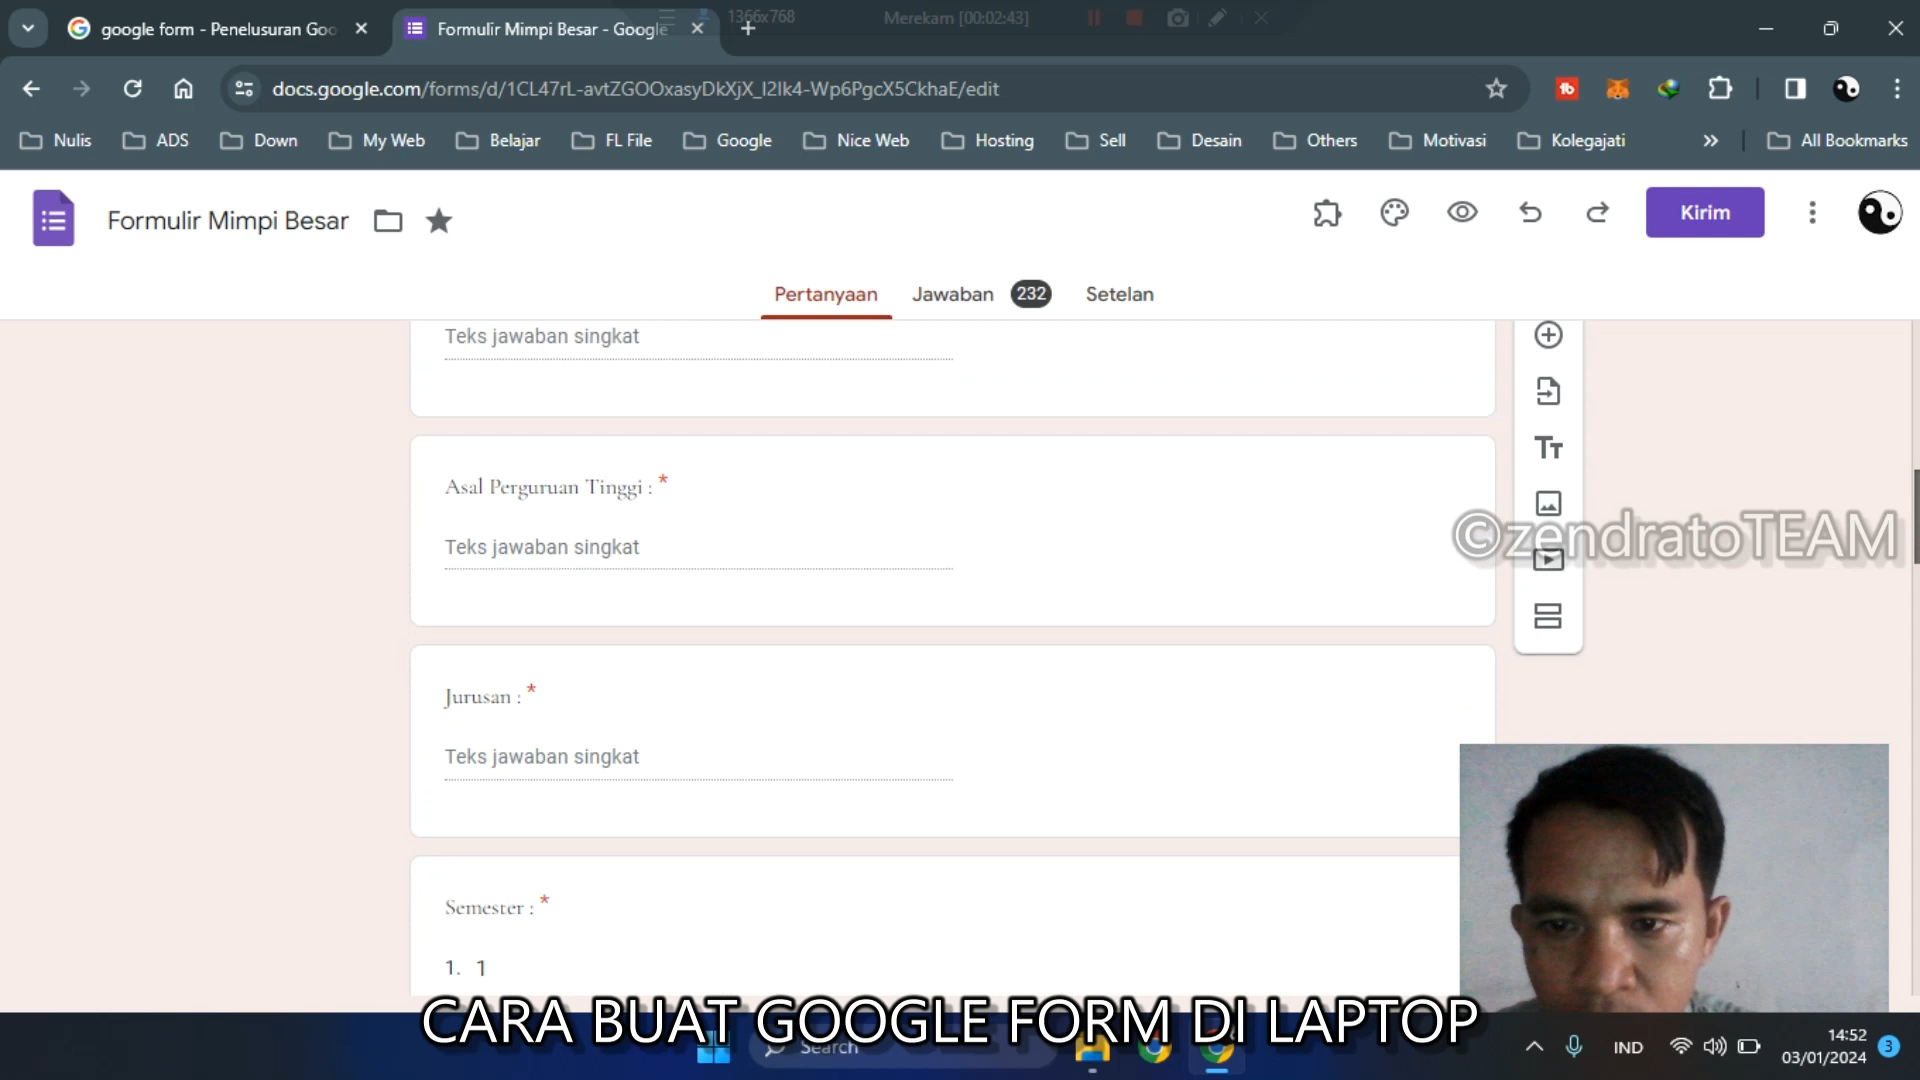 google form - Penelusuran Goo
Formulir Mimpi Besar - Google
1366x768
Merekam [00:02:43]
docs.google.com/forms/d/1CL47rL-avtZGOOxasyDkXjX_I2Ik4-Wp6PgcX5CkhaE/edit
Nulis
ADS
Down
My Web
Belajar
FL File
Google
Nice Web
Hosting
Sell
Desain
Others
Motivasi
Kolegajati
All Bookmarks
Formulir Mimpi Besar
Kirim
Pertanyaan
Jawaban 232
Setelan
Teks jawaban singkat
Asal Perguruan Tinggi : *
Teks jawaban singkat
©zendratoTEAM
Jurusan : *
Teks jawaban singkat
Semester : *
1. 1
CARA BUAT GOOGLE FORM DI LAPTOP
Search
IND
14:52
03/01/2024
3